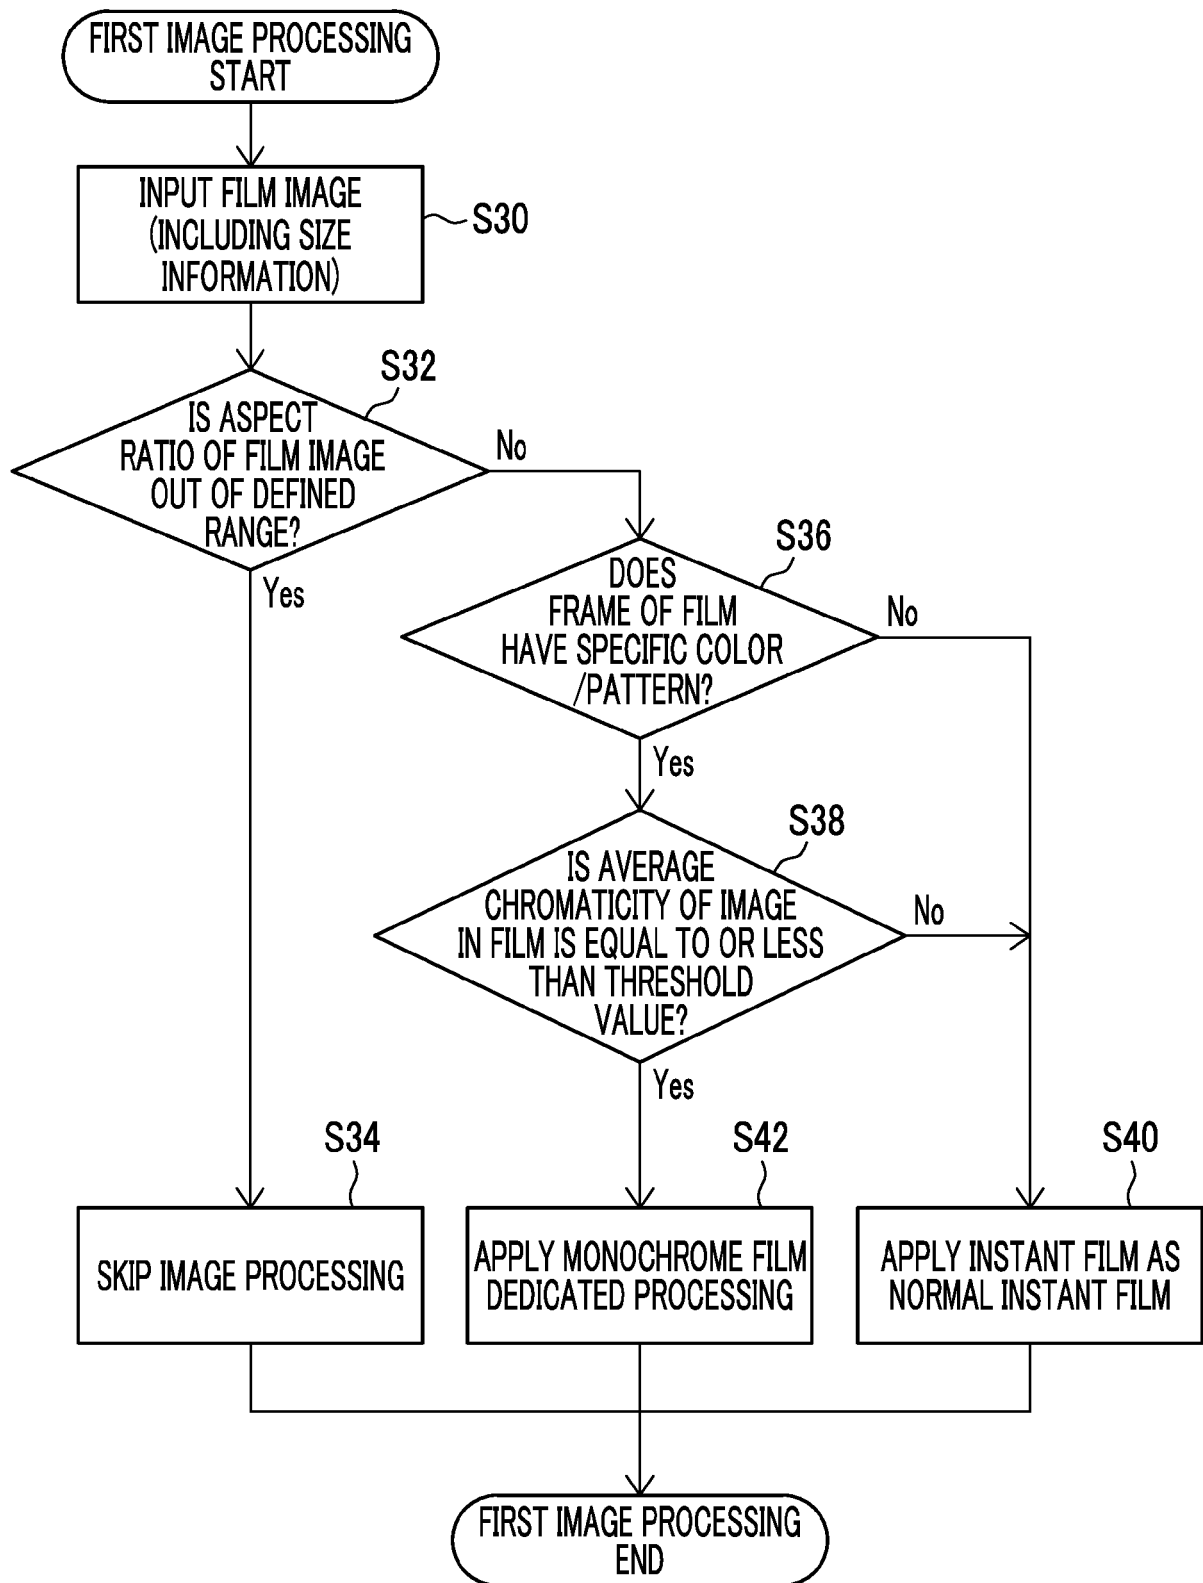 FIRST IMAGE PROCESSING
START
INPUT FILM IMAGE
(INCLUDING SIZE
INFORMATION)
S30
S32
IS ASPECT
RATIO OF FILM IMAGE
OUT OF DEFINED
RANGE?
No
Yes
S36
DOES
FRAME OF FILM
HAVE SPECIFIC COLOR
/PATTERN?
No
Yes
S38
IS AVERAGE
CHROMATICITY OF IMAGE
IN FILM IS EQUAL TO OR LESS
THAN THRESHOLD
VALUE?
No
Yes
S34
SKIP IMAGE PROCESSING
S42
APPLY MONOCHROME FILM
DEDICATED PROCESSING
S40
APPLY INSTANT FILM AS
NORMAL INSTANT FILM
FIRST IMAGE PROCESSING
END